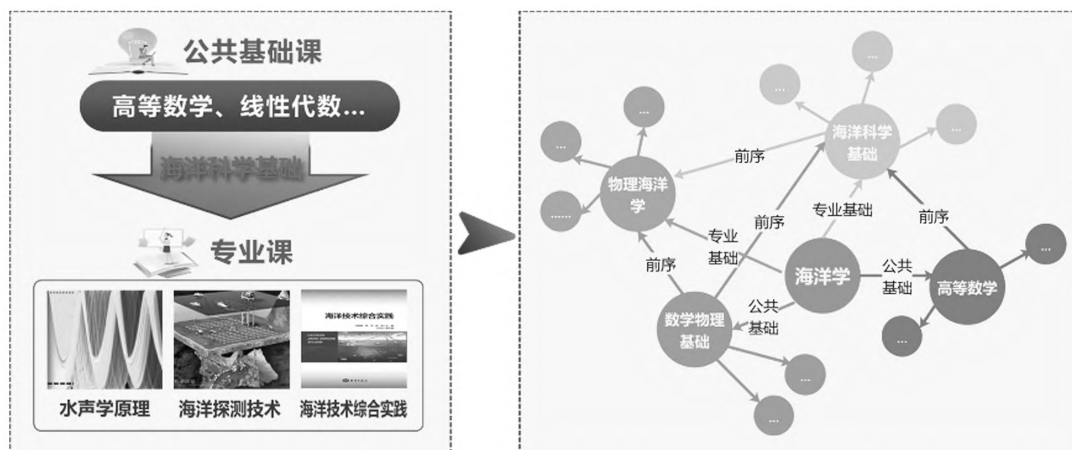 公共基础课
高等数学、线性代数...
海洋科学基础
专业课
海洋技术综合实践
水声学原理
海洋探测技术
海洋技术综合实践
...
...
...
...
...
......
海洋科学
基础
物理海洋
学
前序
专业基础
前序
前序
专业
基础
前序
海洋学
公共
基础
高等数学
...
...
数学物理
基础
公共
基础
...
...